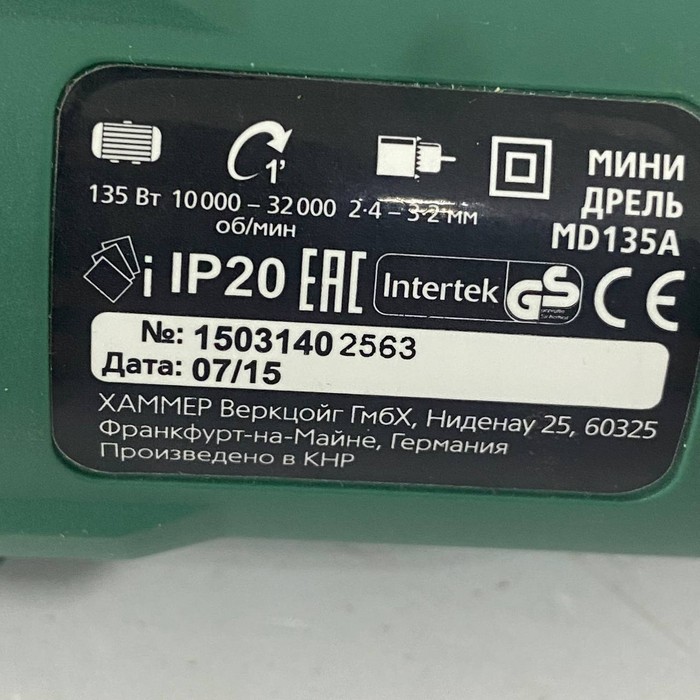 1'
МИНИ
ДРЕЛЬ
MD135A
135 Вт 10000 – 32000 2·4 – 3·2 мм
об/мин
i IP20 EAC Intertek GS CE
№: 1503140 2563
Дата: 07/15
ХАММЕР Веркцойг ГмбХ, Ниденау 25, 60325
Франкфурт-на-Майне, Германия
Произведено в КНР